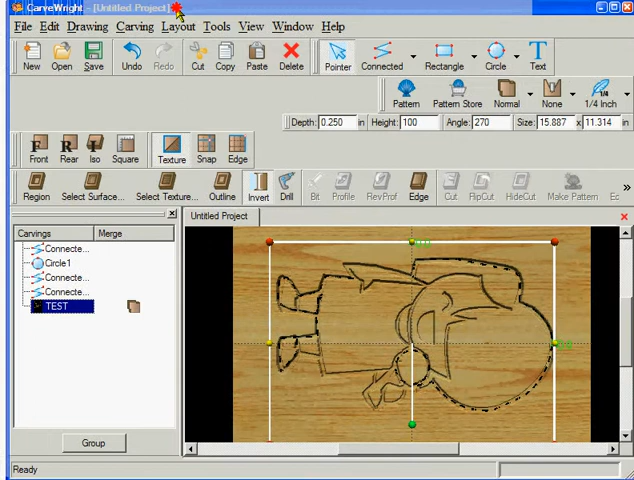 CarveWright - [Untitled Project]
File Edit Drawing Carving Layout Tools View Window Help
New Open Save Undo Redo Cut Copy Paste Delete Pointer Connected Rectangle Circle Text
1/4
Pattern Pattern Store Normal None 1/4 Inch
Depth: 0.250 in Height: 100 Angle: 270 Size: 15.887 x 11.314 in
F R
Front Rear Iso Square Texture Snap Edge
Region Select Surface... Select Texture... Outline Invert Drill Bit Profile RevProf Edge Cut RipCut HideCut Make Pattern Ec »
Untitled Project
Carvings Merge
Connecte...
Circle1
Connecte...
Connecte...
TEST
Group
Ready